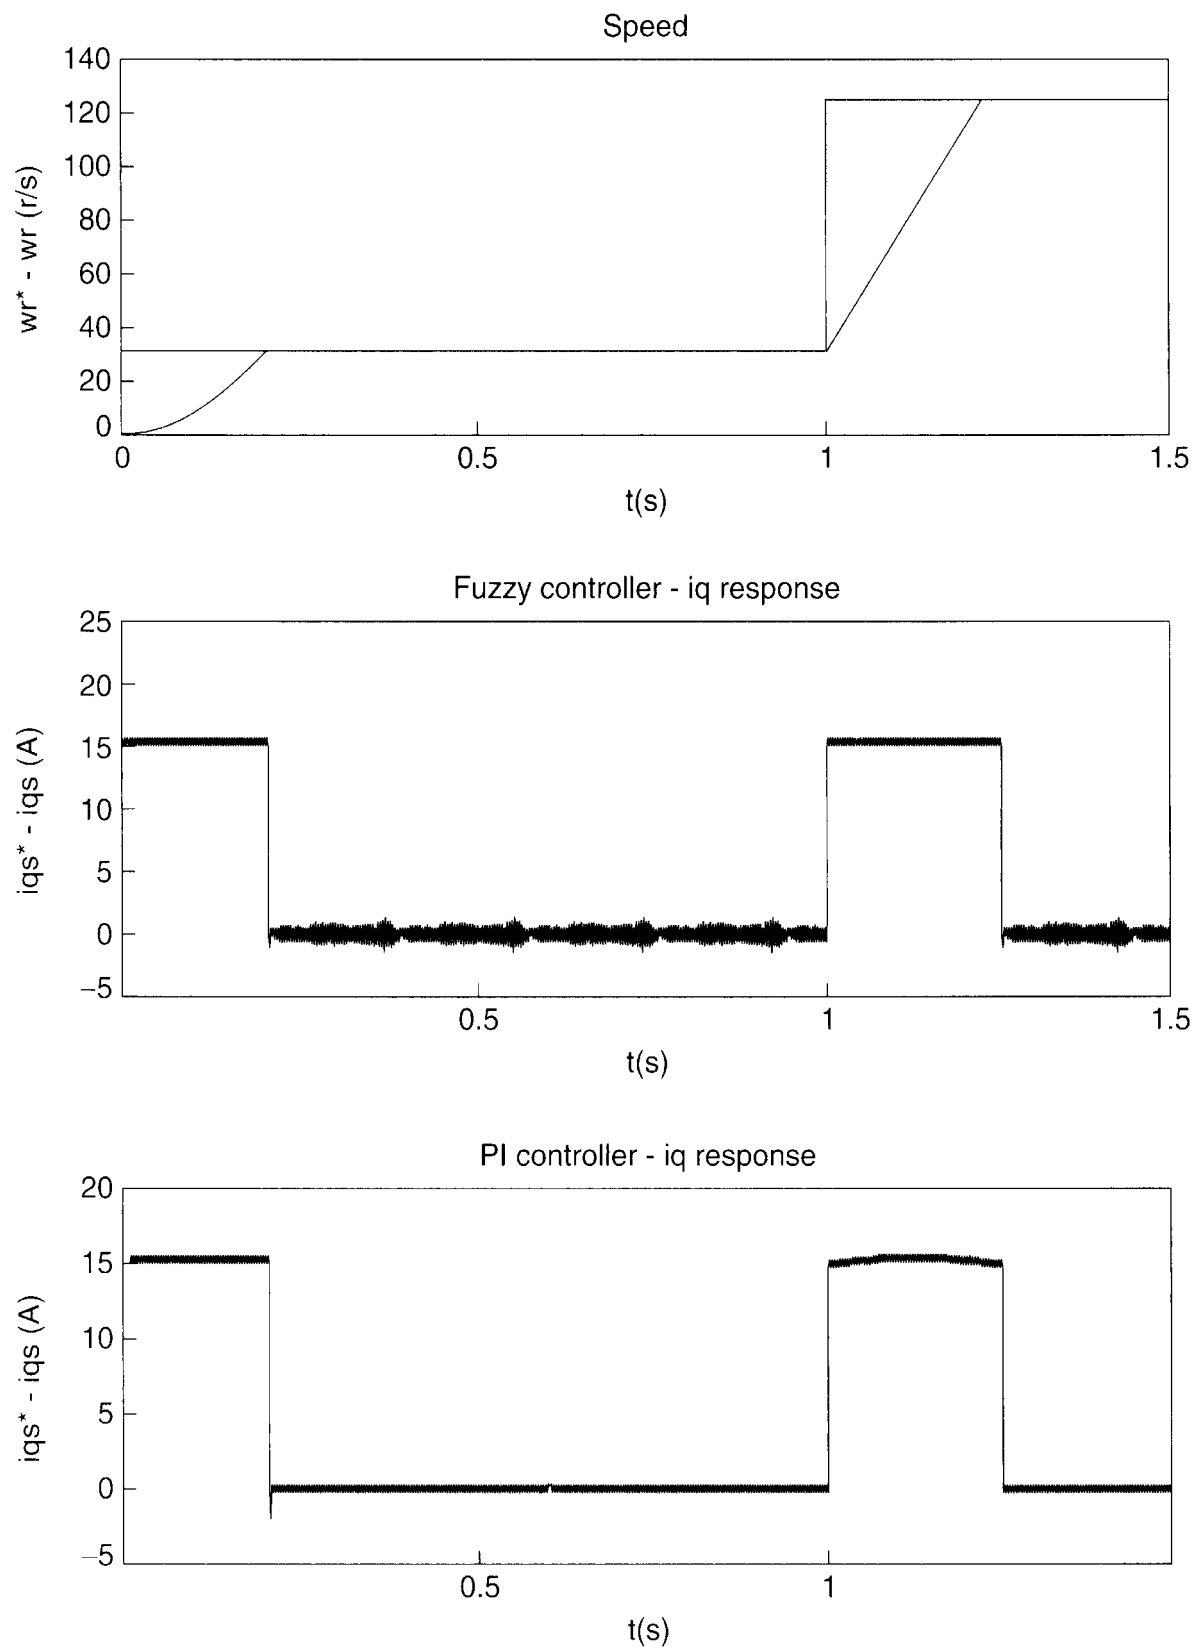 Speed
140
120
100
80
60
40
20
0
wr* - wr (r/s)
0 0.5 1 1.5
t(s)
Fuzzy controller - iq response
25
20
15
10
5
0
−5
iqs* - iqs (A)
0.5 1 1.5
t(s)
PI controller - iq response
20
15
10
5
0
−5
iqs* - iqs (A)
0.5 1
t(s)